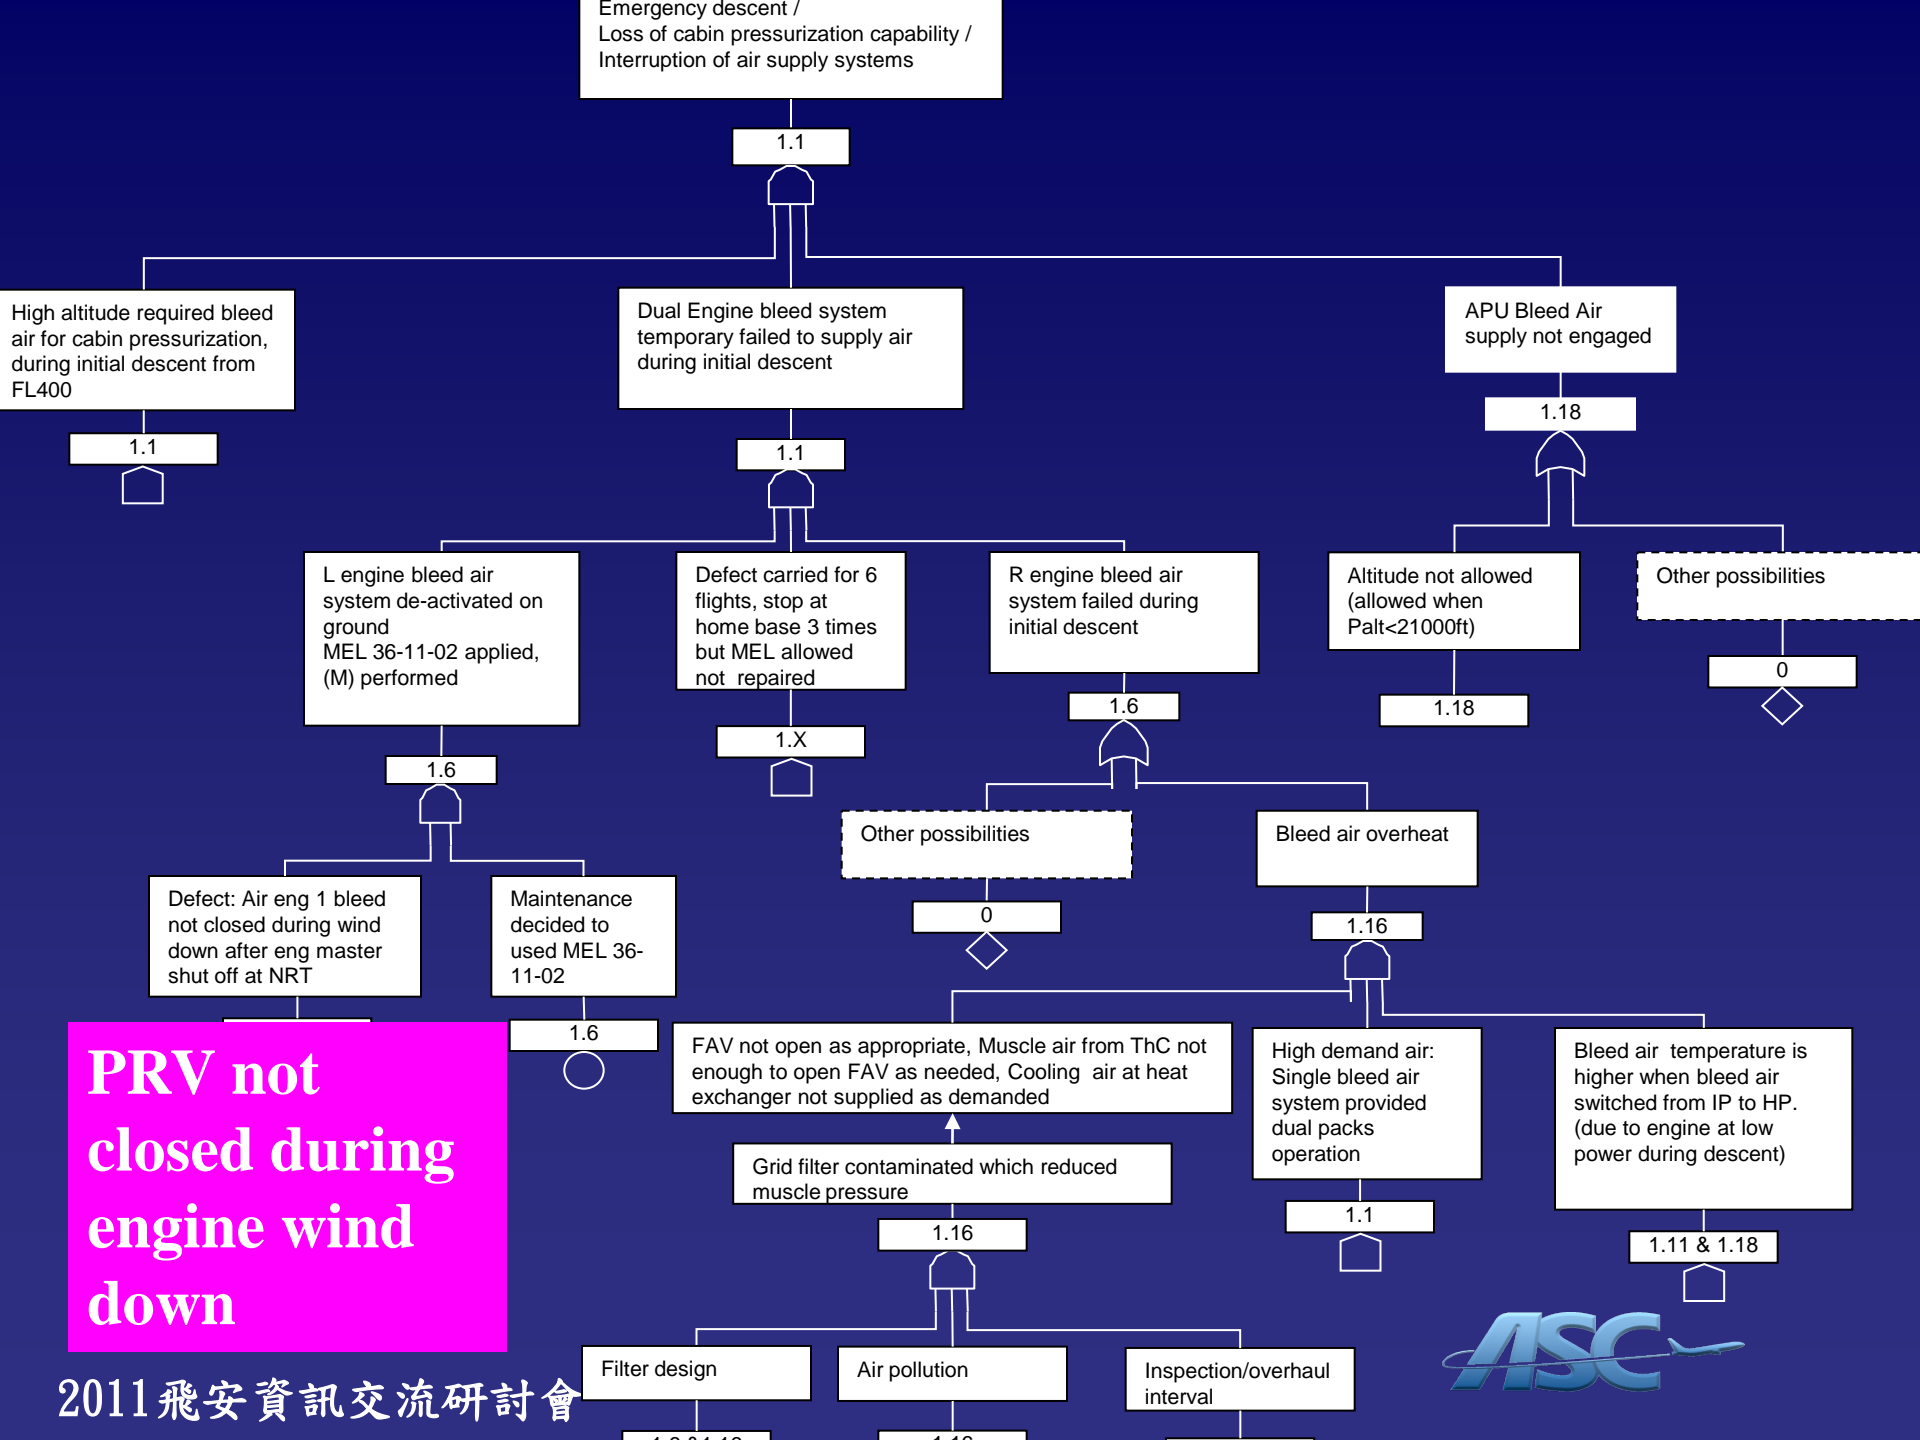 Emergency descent /
Loss of cabin pressurization capability /
Interruption of air supply systems
1.1
High altitude required bleed
air for cabin pressurization,
during initial descent from
FL400
1.1
Dual Engine bleed system
temporary failed to supply air
during initial descent
1.1
APU Bleed Air
supply not engaged
1.18
L engine bleed air
system de-activated on
ground
MEL 36-11-02 applied,
(M) performed
1.6
Defect carried for 6
flights, stop at
home base 3 times
but MEL allowed
not repaired
1.X
R engine bleed air
system failed during
initial descent
1.6
Altitude not allowed
(allowed when
Palt<21000ft)
1.18
Other possibilities
0
Other possibilities
0
Bleed air overheat
1.16
Defect: Air eng 1 bleed
not closed during wind
down after eng master
shut off at NRT
Maintenance
decided to
used MEL 36-
11-02
1.6
FAV not open as appropriate, Muscle air from ThC not
enough to open FAV as needed, Cooling air at heat
exchanger not supplied as demanded
Grid filter contaminated which reduced
muscle pressure
1.16
High demand air:
Single bleed air
system provided
dual packs
operation
1.1
Bleed air temperature is
higher when bleed air
switched from IP to HP.
(due to engine at low
power during descent)
1.11 & 1.18
PRV not
closed during
engine wind
down
Filter design
Air pollution
1.16
Inspection/overhaul
interval
ASC
2011飛安資訊交流研討會